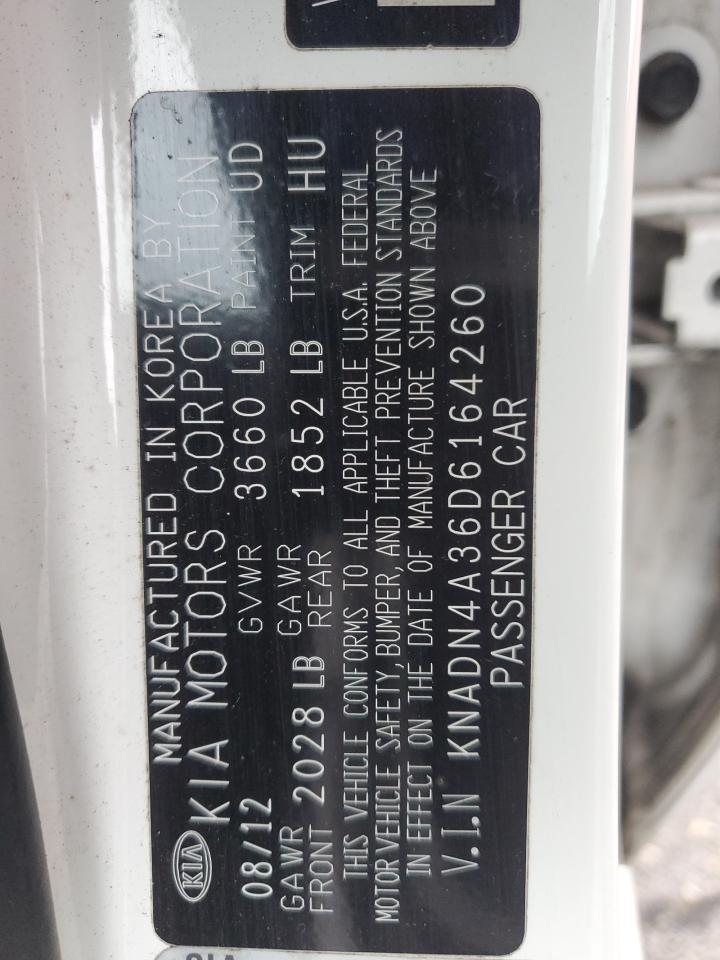 MANUFACTURED IN KOREA BY
KIA KIA MOTORS CORPORATION
08/12 GVWR 3660 LB PAINT UD
GAWR FRONT 2028 LB GAWR REAR 1852 LB TRIM HU
THIS VEHICLE CONFORMS TO ALL APPLICABLE U.S.A. FEDERAL
MOTOR VEHICLE SAFETY, BUMPER, AND THEFT PREVENTION STANDARDS
IN EFFECT ON THE DATE OF MANUFACTURE SHOWN ABOVE
V.I.N KNADN4A36D6164260
PASSENGER CAR